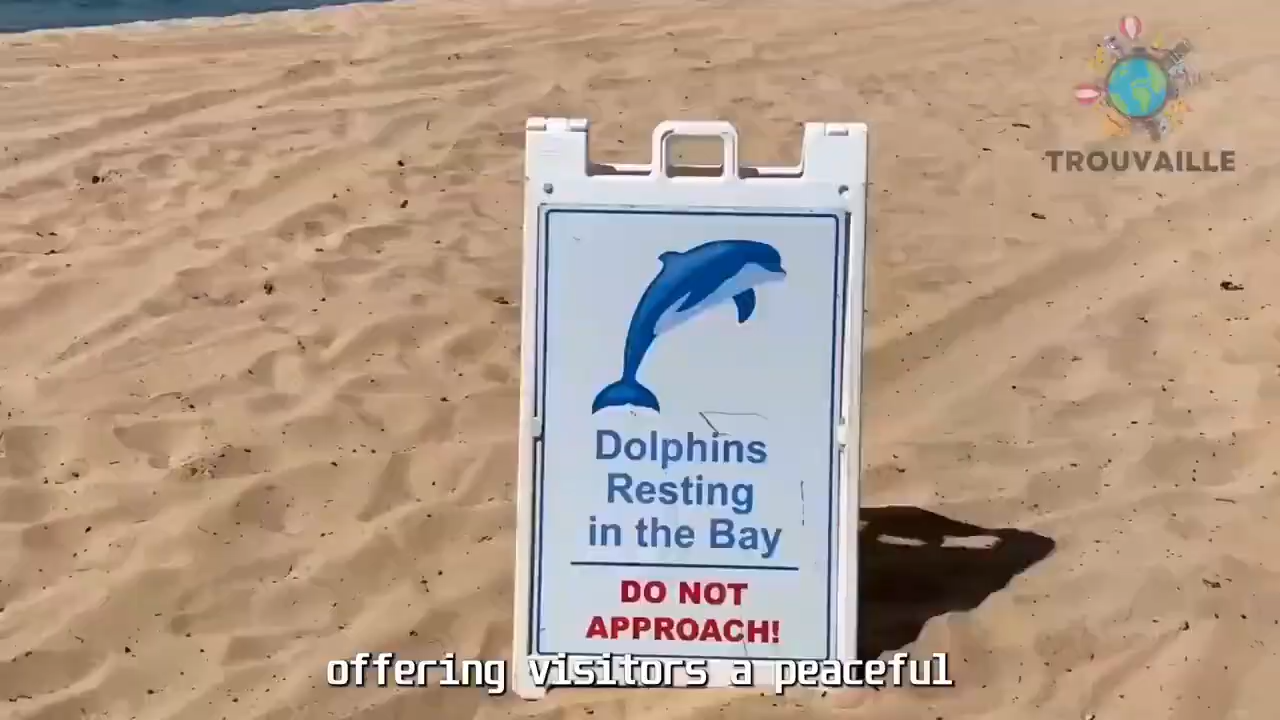 TROUVAILLE
Dolphins
Resting
in the Bay
DO NOT
APPROACH!
offering visitors a peaceful